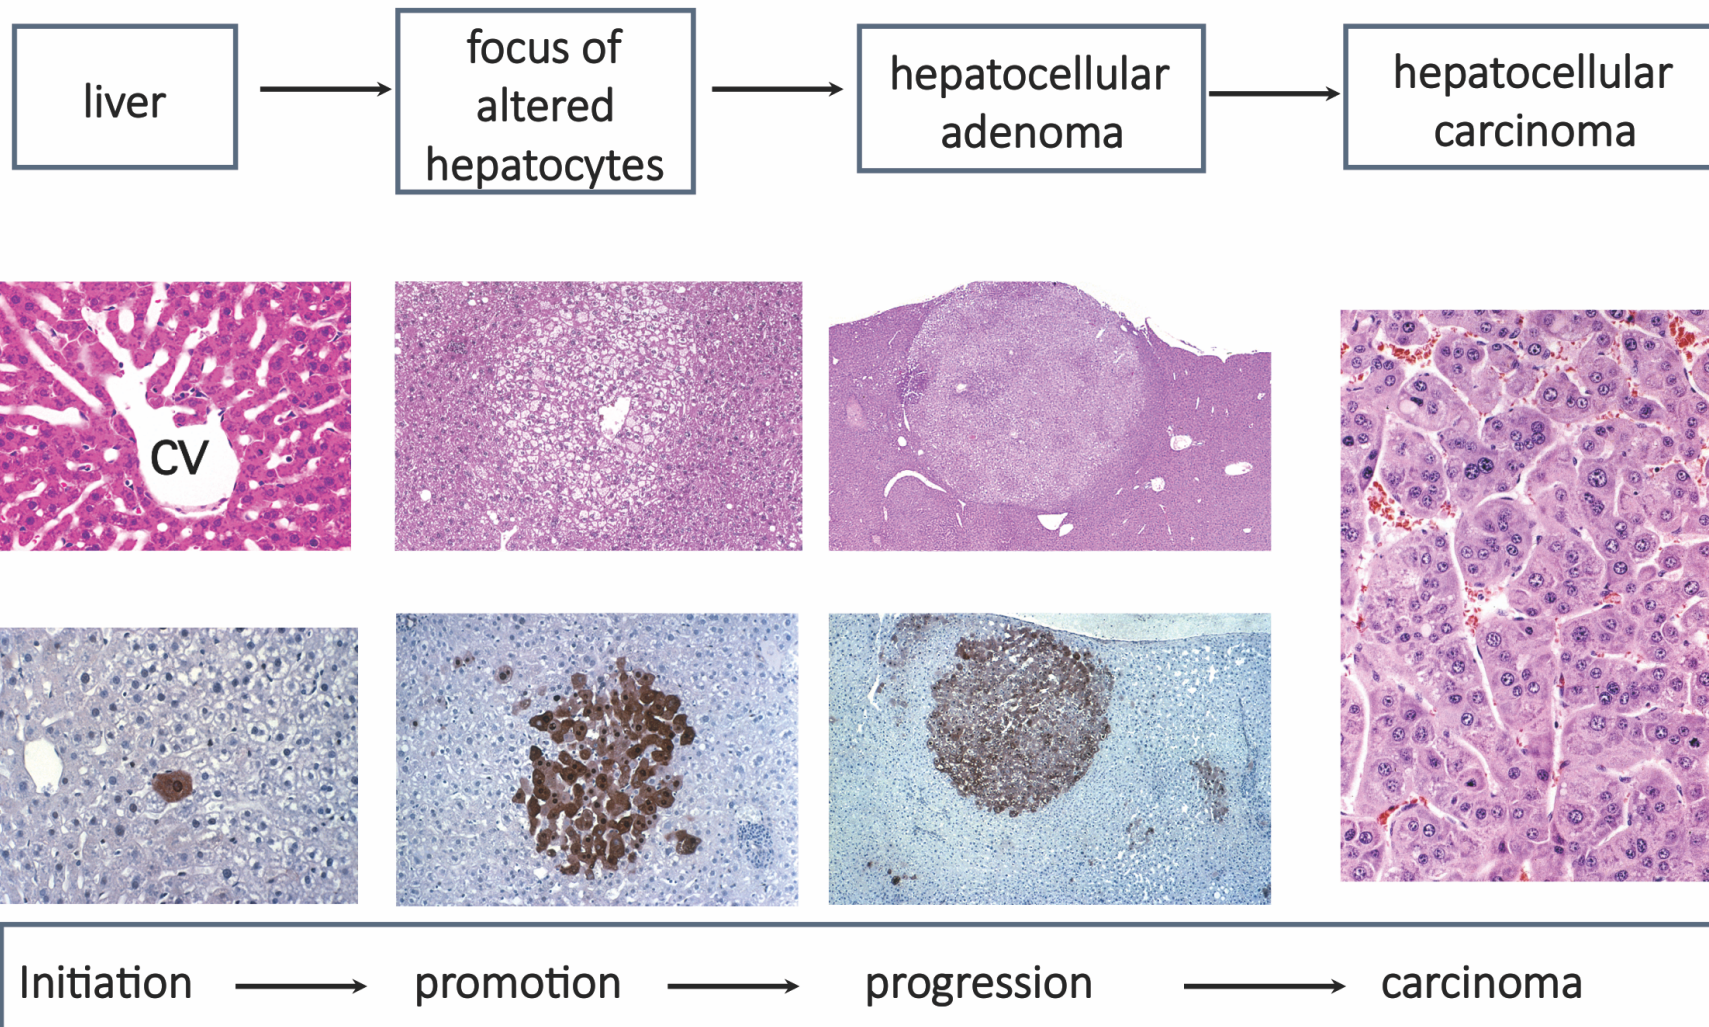 liver
focus of
altered
hepatocytes
hepatocellular
adenoma
hepatocellular
carcinoma
CV
Initiation
promotion
progression
carcinoma